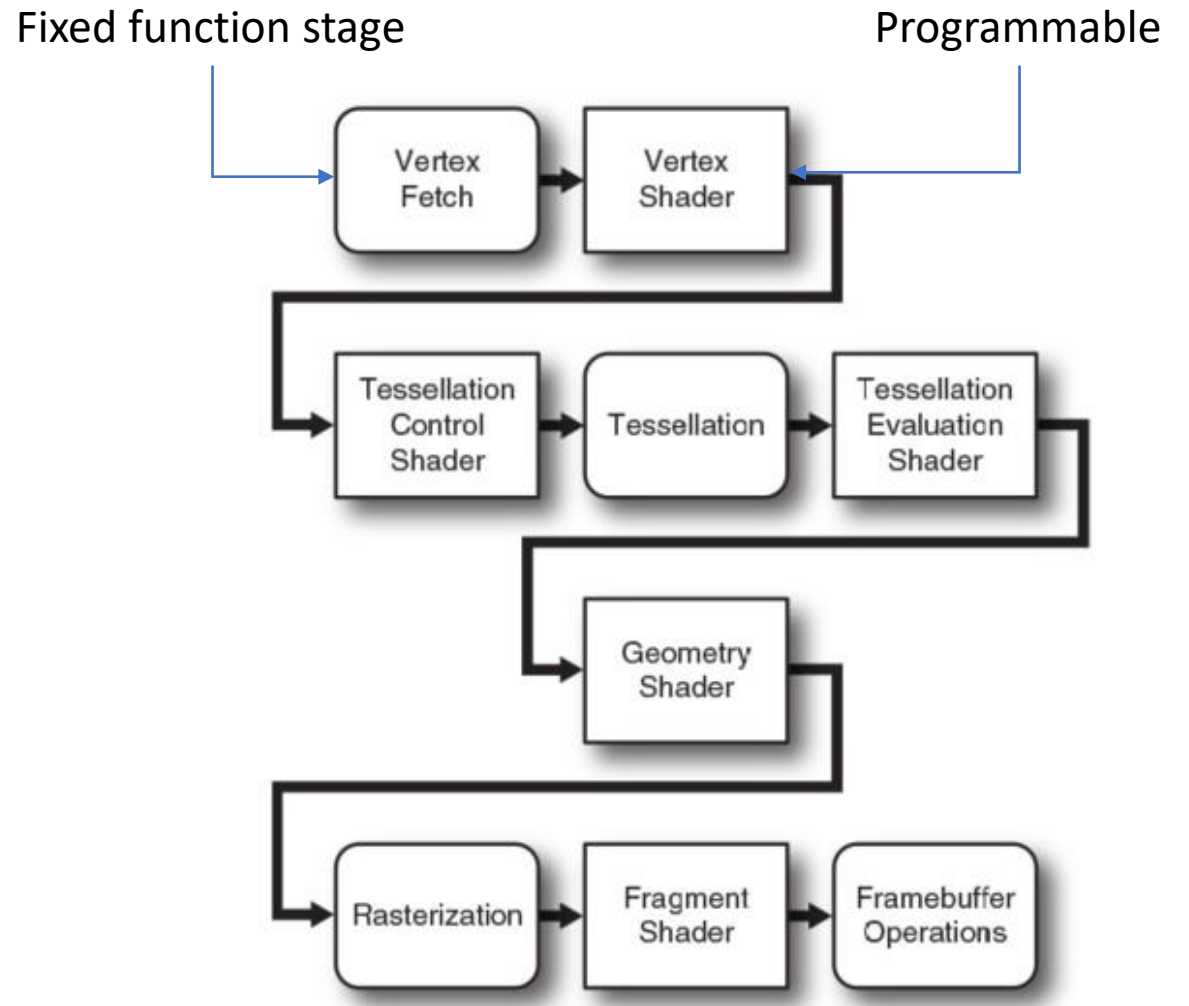 Fixed function stage
Programmable
Vertex
Fetch
Vertex
Shader
Tessellation
Control
Shader
Tessellation
Tessellation
Evaluation
Shader
Geometry
Shader
Rasterization
Fragment
Shader
Framebuffer
Operations